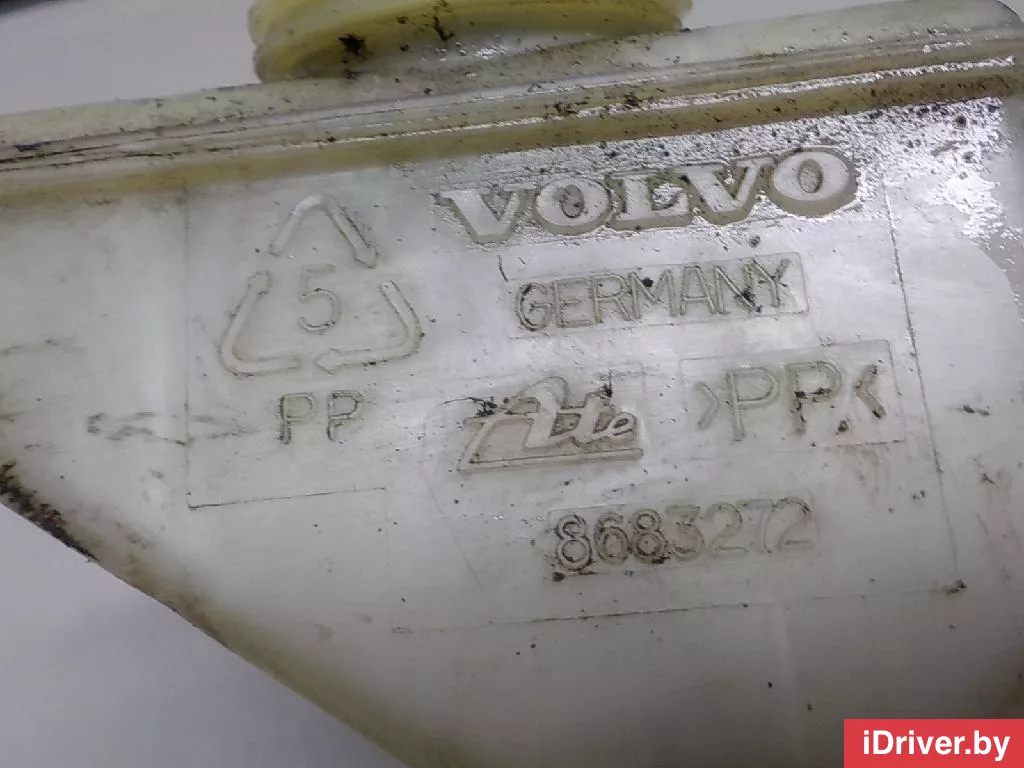 VOLVO
GERMANY
5
PP
Ate
>PP<
8683272
iDriver.by